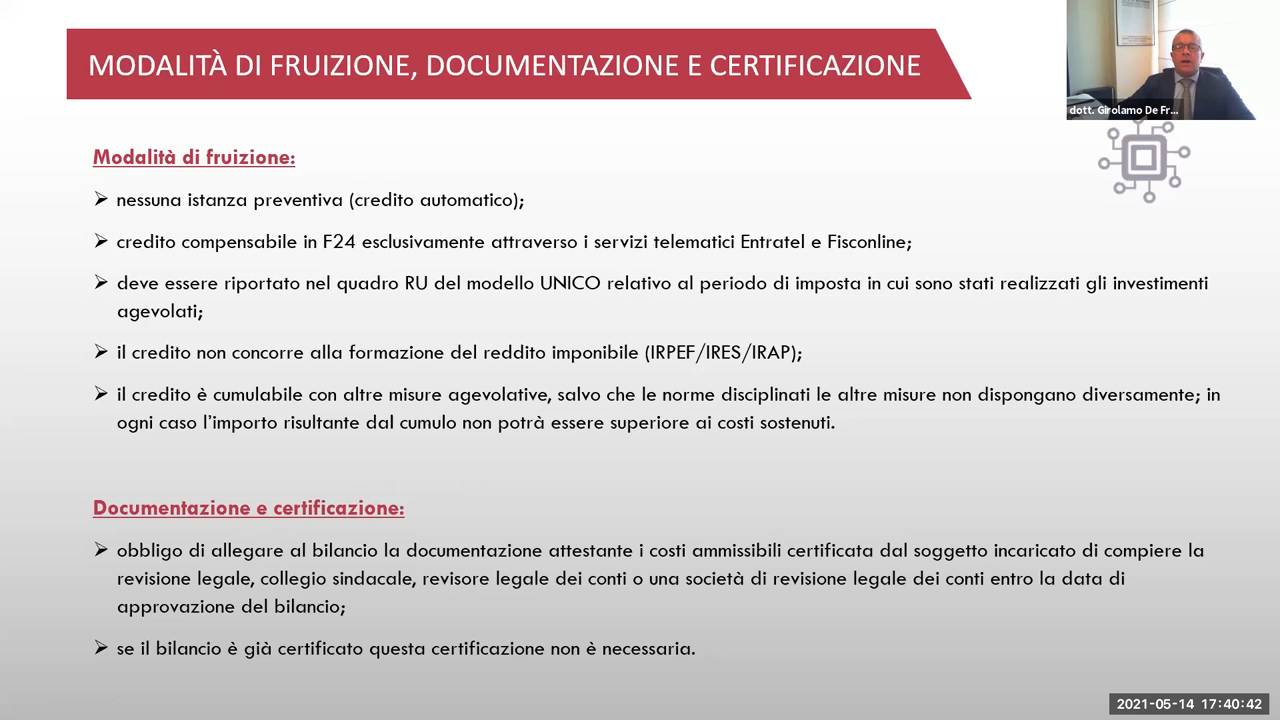 MODALITÀ DI FRUIZIONE, DOCUMENTAZIONE E CERTIFICAZIONE
dott. Girolamo De Fr...
Modalità di fruizione:
nessuna istanza preventiva (credito automatico);
credito compensabile in F24 esclusivamente attraverso i servizi telematici Entratel e Fisconline;
deve essere riportato nel quadro RU del modello UNICO relativo al periodo di imposta in cui sono stati realizzati gli investimenti
agevolati;
il credito non concorre alla formazione del reddito imponibile (IRPEF/IRES/IRAP);
il credito è cumulabile con altre misure agevolative, salvo che le norme disciplinati le altre misure non dispongano diversamente; in
ogni caso l'importo risultante dal cumulo non potrà essere superiore ai costi sostenuti.
Documentazione e certificazione:
obbligo di allegare al bilancio la documentazione attestante i costi ammissibili certificata dal soggetto incaricato di compiere la
revisione legale, collegio sindacale, revisore legale dei conti o una società di revisione legale dei conti entro la data di
approvazione del bilancio;
se il bilancio è già certificato questa certificazione non è necessaria.
2021-05-14 17:40:42